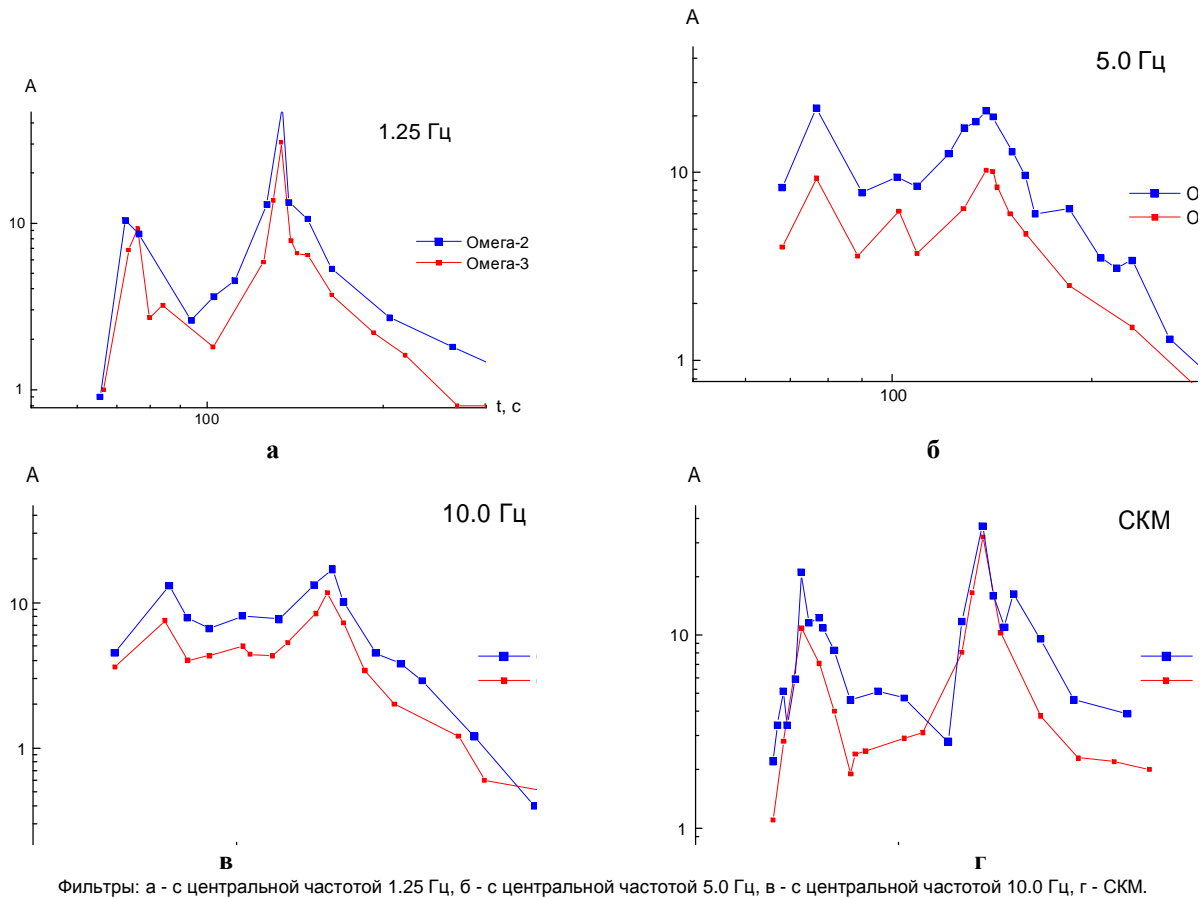 A
5.0 Гц
A
1.25 Гц
10
10
Омега-2
Омега-3
О
О
1
1
t, c
100
100
а
б
A
A
10.0 Гц
СКМ
10
10
1
1
в
г
Фильтры: а - с центральной частотой 1.25 Гц, б - с центральной частотой 5.0 Гц, в - с центральной частотой 10.0 Гц, г - СКМ.